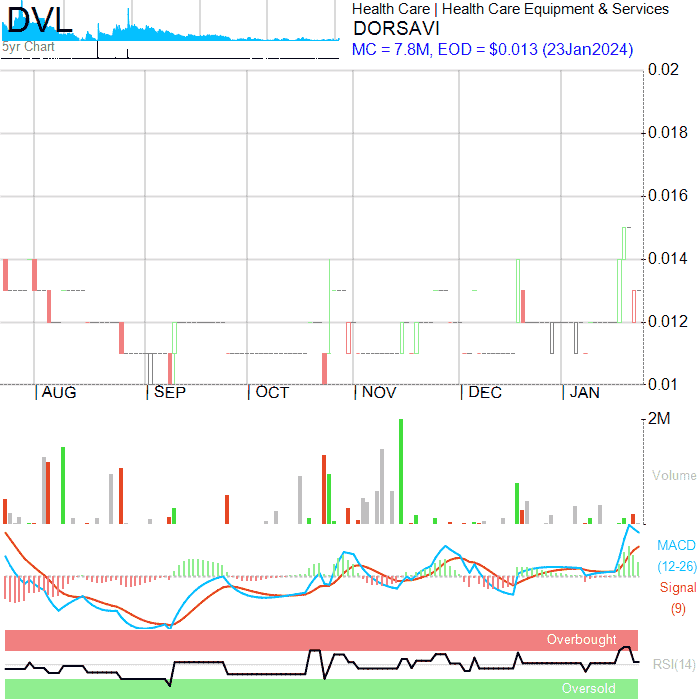 DVL
5yr Chart
Health Care | Health Care Equipment & Services
DORSAVI
MC = 7.8M, EOD = $0.013 (23Jan2024)
0.02
0.018
0.016
0.014
0.012
0.01
AUG
SEP
OCT
NOV
DEC
JAN
2M
Volume
MACD
(12-26)
Signal
(9)
Overbought
RSI(14)
Oversold